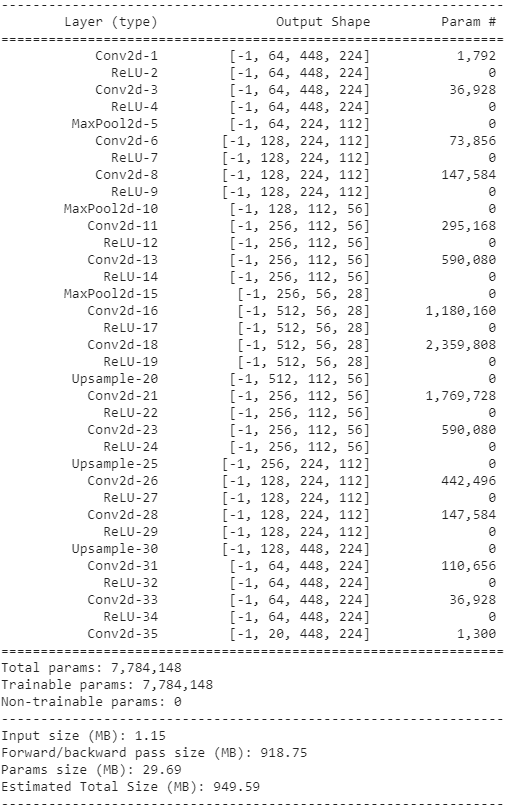 ----------------------------------------------------------------
Layer (type) Output Shape Param #
================================================================
Conv2d-1 [-1, 64, 448, 224] 1,792
ReLU-2 [-1, 64, 448, 224] 0
Conv2d-3 [-1, 64, 448, 224] 36,928
ReLU-4 [-1, 64, 448, 224] 0
MaxPool2d-5 [-1, 64, 224, 112] 0
Conv2d-6 [-1, 128, 224, 112] 73,856
ReLU-7 [-1, 128, 224, 112] 0
Conv2d-8 [-1, 128, 224, 112] 147,584
ReLU-9 [-1, 128, 224, 112] 0
MaxPool2d-10 [-1, 128, 112, 56] 0
Conv2d-11 [-1, 256, 112, 56] 295,168
ReLU-12 [-1, 256, 112, 56] 0
Conv2d-13 [-1, 256, 112, 56] 590,080
ReLU-14 [-1, 256, 112, 56] 0
MaxPool2d-15 [-1, 256, 56, 28] 0
Conv2d-16 [-1, 512, 56, 28] 1,180,160
ReLU-17 [-1, 512, 56, 28] 0
Conv2d-18 [-1, 512, 56, 28] 2,359,808
ReLU-19 [-1, 512, 56, 28] 0
Upsample-20 [-1, 512, 112, 56] 0
Conv2d-21 [-1, 256, 112, 56] 1,769,728
ReLU-22 [-1, 256, 112, 56] 0
Conv2d-23 [-1, 256, 112, 56] 590,080
ReLU-24 [-1, 256, 112, 56] 0
Upsample-25 [-1, 256, 224, 112] 0
Conv2d-26 [-1, 128, 224, 112] 442,496
ReLU-27 [-1, 128, 224, 112] 0
Conv2d-28 [-1, 128, 224, 112] 147,584
ReLU-29 [-1, 128, 224, 112] 0
Upsample-30 [-1, 128, 448, 224] 0
Conv2d-31 [-1, 64, 448, 224] 110,656
ReLU-32 [-1, 64, 448, 224] 0
Conv2d-33 [-1, 64, 448, 224] 36,928
ReLU-34 [-1, 64, 448, 224] 0
Conv2d-35 [-1, 20, 448, 224] 1,300
================================================================
Total params: 7,784,148
Trainable params: 7,784,148
Non-trainable params: 0
----------------------------------------------------------------
Input size (MB): 1.15
Forward/backward pass size (MB): 918.75
Params size (MB): 29.69
Estimated Total Size (MB): 949.59
----------------------------------------------------------------